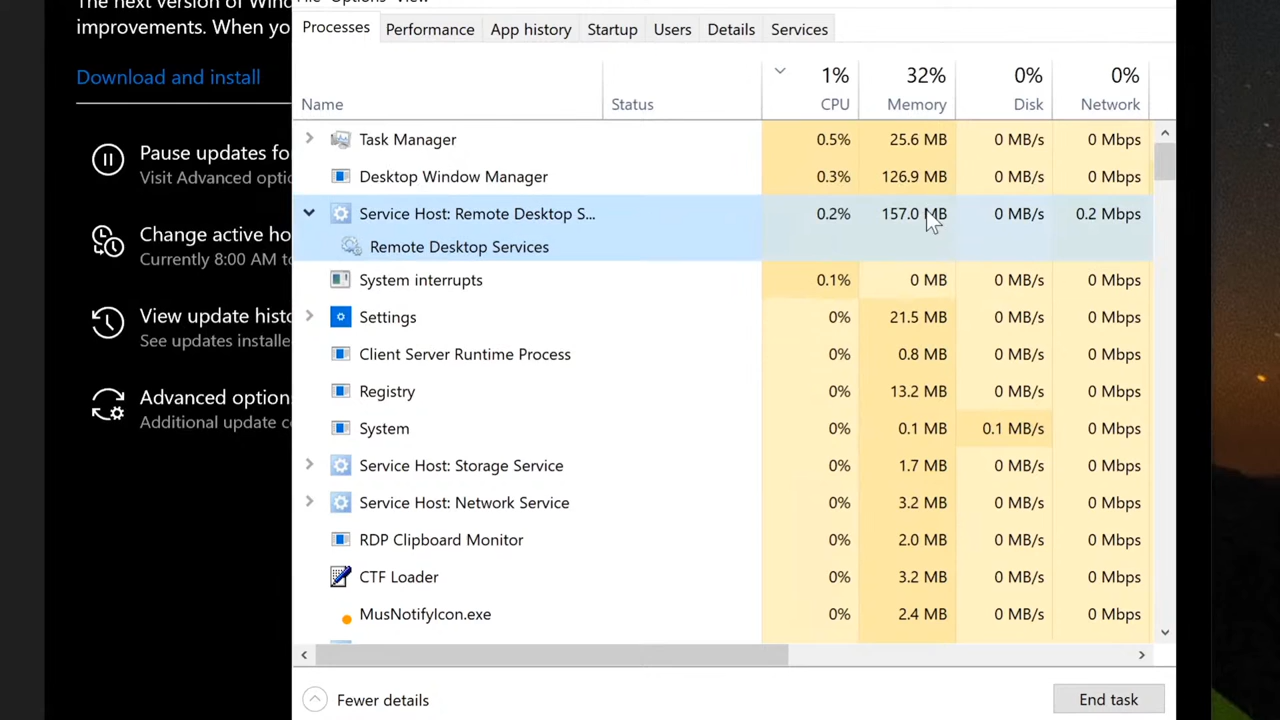 The next version of Wind
improvements. When yo
Download and install
Pause updates fo
Visit Advanced optio
Change active ho
Currently 8:00 AM to
View update histo
See updates installe
Advanced option
Additional update c
File Options View
Processes Performance App history Startup Users Details Services
1% 32% 0% 0%
Name Status CPU Memory Disk Network
Task Manager 0.5% 25.6 MB 0 MB/s 0 Mbps
Desktop Window Manager 0.3% 126.9 MB 0 MB/s 0 Mbps
Service Host: Remote Desktop S... 0.2% 157.0 MB 0 MB/s 0.2 Mbps
Remote Desktop Services
System interrupts 0.1% 0 MB 0 MB/s 0 Mbps
Settings 0% 21.5 MB 0 MB/s 0 Mbps
Client Server Runtime Process 0% 0.8 MB 0 MB/s 0 Mbps
Registry 0% 13.2 MB 0 MB/s 0 Mbps
System 0% 0.1 MB 0.1 MB/s 0 Mbps
Service Host: Storage Service 0% 1.7 MB 0 MB/s 0 Mbps
Service Host: Network Service 0% 3.2 MB 0 MB/s 0 Mbps
RDP Clipboard Monitor 0% 2.0 MB 0 MB/s 0 Mbps
CTF Loader 0% 3.2 MB 0 MB/s 0 Mbps
MusNotifyIcon.exe 0% 2.4 MB 0 MB/s 0 Mbps
Fewer details
End task